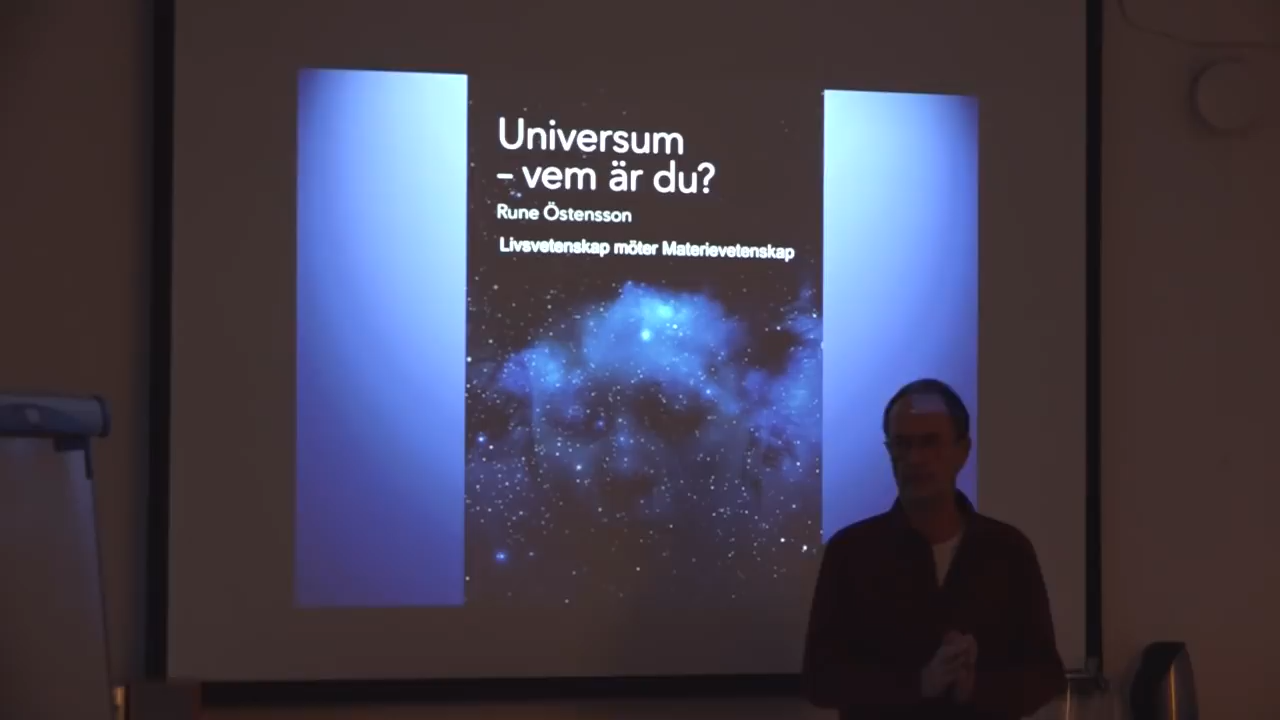 Universum
– vem är du?
Rune Östensson
Livsvetenskap möter Materievetenskap